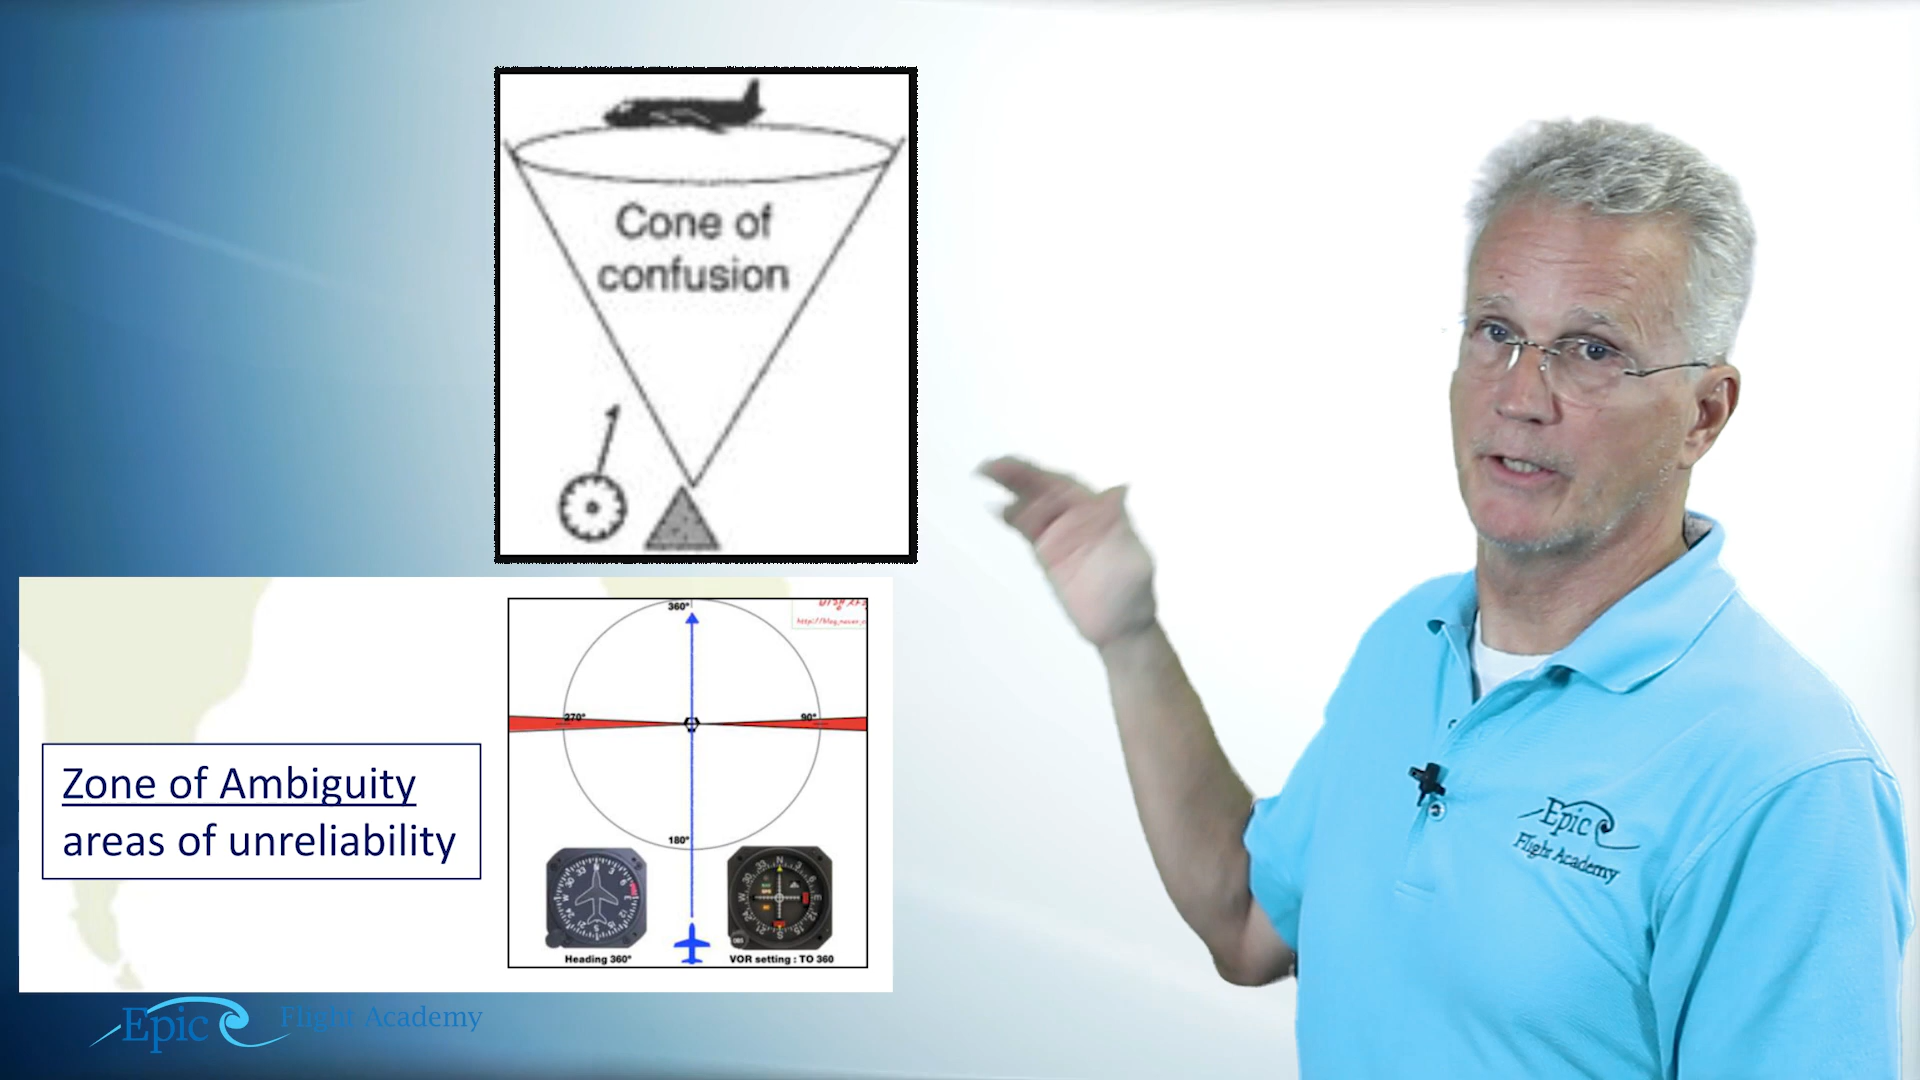 Cone of
confusion
Zone of Ambiguity
areas of unreliability
360°
270°
90°
180°
Heading 360°
VOR setting : TO 360
Epic Flight Academy
Epic
Flight Academy